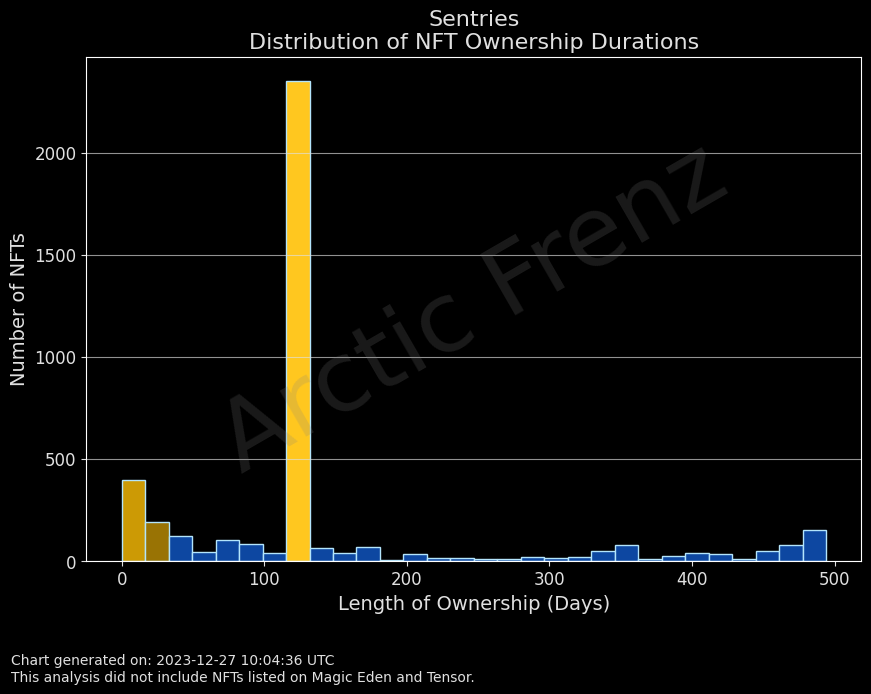 Sentries
Distribution of NFT Ownership Durations
Number of NFTs
2000
1500
1000
500
0
Arctic Frenz
0 100 200 300 400 500
Length of Ownership (Days)
Chart generated on: 2023-12-27 10:04:36 UTC
This analysis did not include NFTs listed on Magic Eden and Tensor.